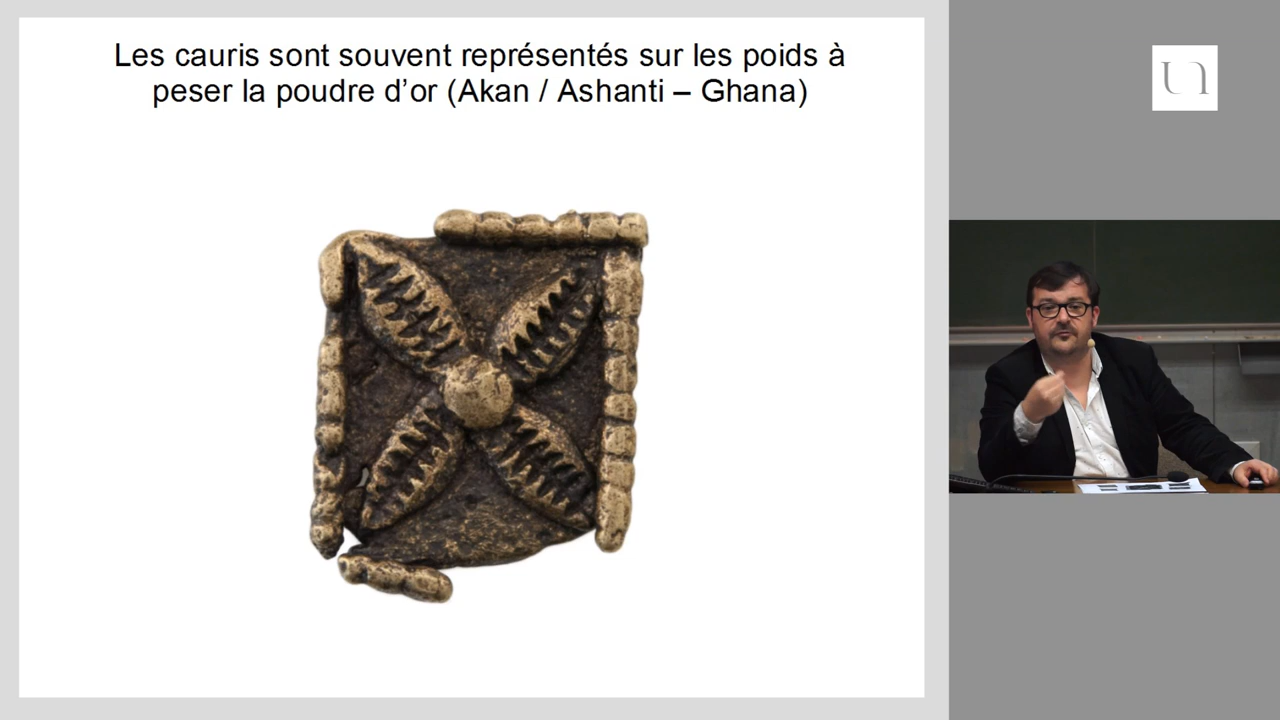 Les cauris sont souvent représentés sur les poids à
peser la poudre d’or (Akan / Ashanti – Ghana)